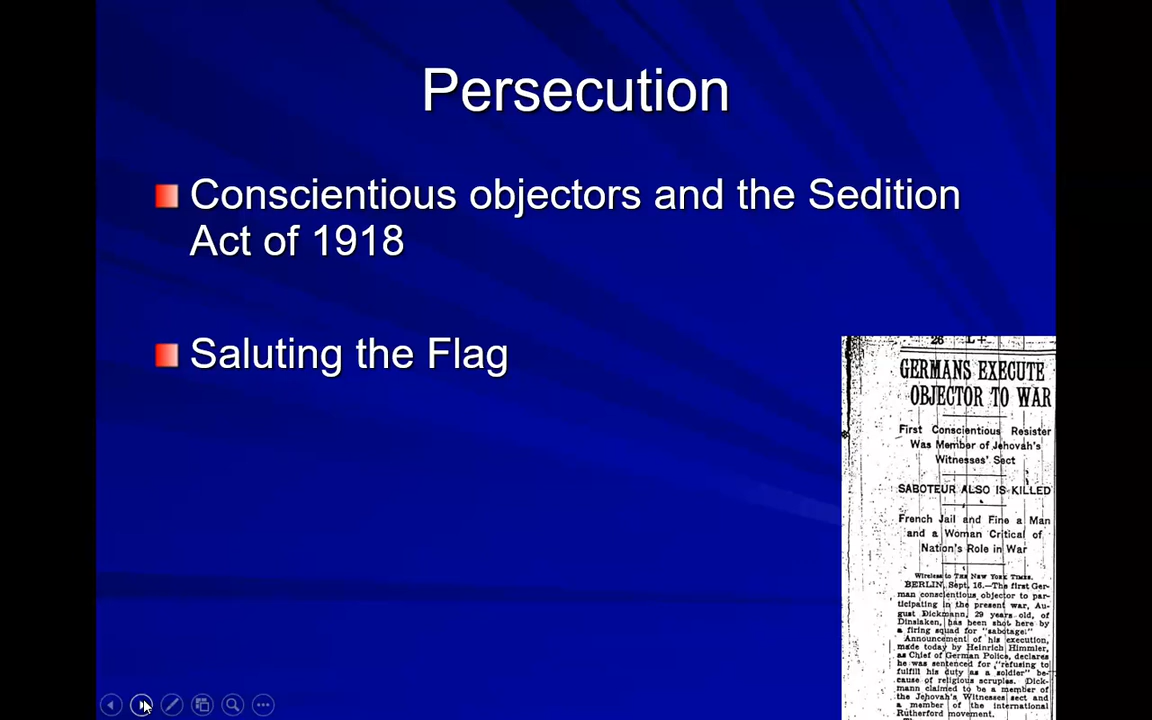 Persecution
Conscientious objectors and the Sedition
Act of 1918
Saluting the Flag
26 L+
GERMANS EXECUTE
OBJECTOR TO WAR
First Conscientious Resister
Was Member of Jehovah's
Witnesses' Sect
SABOTEUR ALSO IS KILLED
French Jail and Fine a Man
and a Woman Critical of
Nation's Role in War
Wireless to THE NEW YORK TIMES.
BERLIN, Sept. 16.—The first Ger-
man conscientious objector to par-
ticipating in the present war, Au-
gust Dickmann, 29 years old, of
Dinslaken, has been shot here by
a firing squad for "sabotage."
Announcement of his execution,
made today by Heinrich Himmler,
as Chief of German Police, declares
he was sentenced for "refusing to
fulfill his duty as a soldier" be-
cause of religious scruples. Dick-
mann claimed to be a member of
the Jehovah's Witnesses sect and
a member of the international
Rutherford movement.